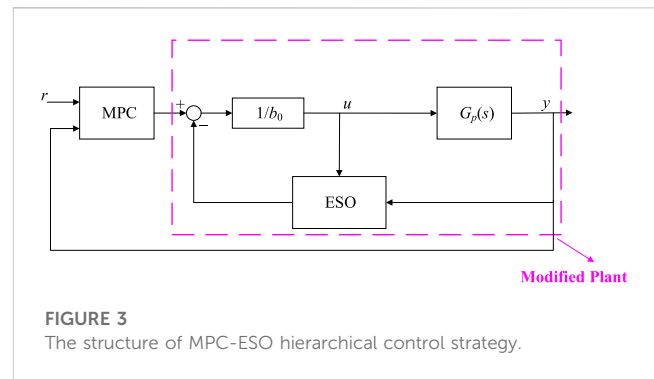 r
MPC
+
−
1/b₀
u
Gₚ(s)
y
ESO
Modified Plant
FIGURE 3
The structure of MPC-ESO hierarchical control strategy.